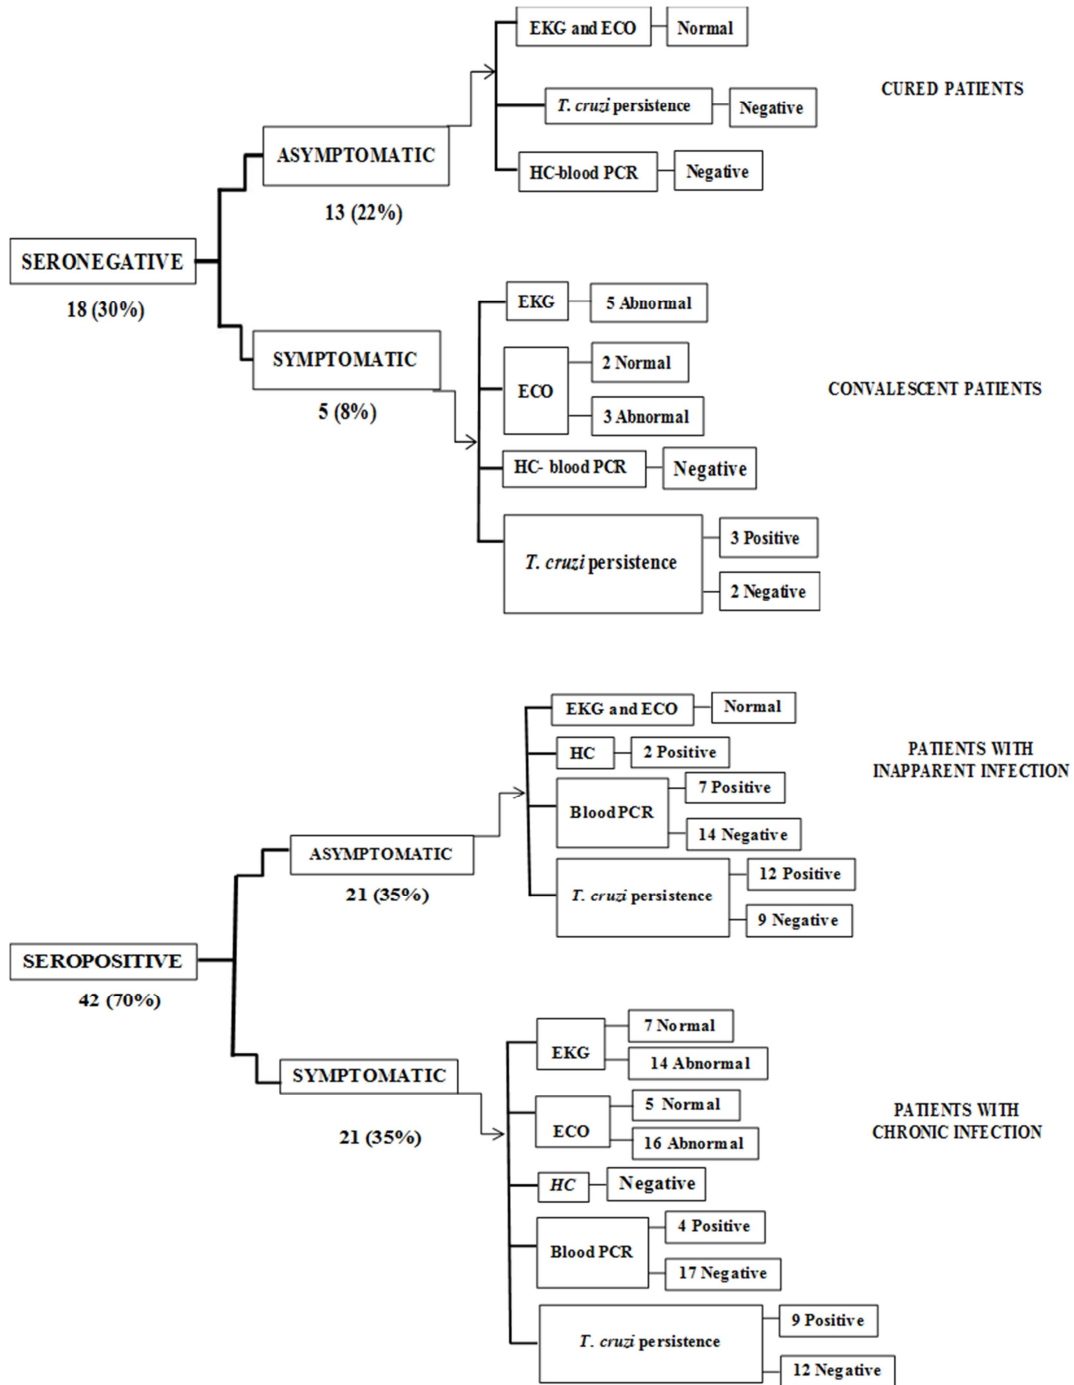 EKG and ECO
Normal
CURED PATIENTS
T. cruzi persistence
Negative
ASYMPTOMATIC
HC-blood PCR
Negative
13 (22%)
SERONEGATIVE
18 (30%)
EKG
5 Abnormal
SYMPTOMATIC
5 (8%)
ECO
2 Normal
3 Abnormal
CONVALESCENT PATIENTS
HC- blood PCR
Negative
T. cruzi persistence
3 Positive
2 Negative
EKG and ECO
Normal
PATIENTS WITH
INAPPARENT INFECTION
HC
2 Positive
Blood PCR
7 Positive
14 Negative
ASYMPTOMATIC
21 (35%)
T. cruzi persistence
12 Positive
9 Negative
SEROPOSITIVE
42 (70%)
EKG
7 Normal
14 Abnormal
SYMPTOMATIC
21 (35%)
ECO
5 Normal
16 Abnormal
PATIENTS WITH
CHRONIC INFECTION
HC
Negative
Blood PCR
4 Positive
17 Negative
T. cruzi persistence
9 Positive
12 Negative